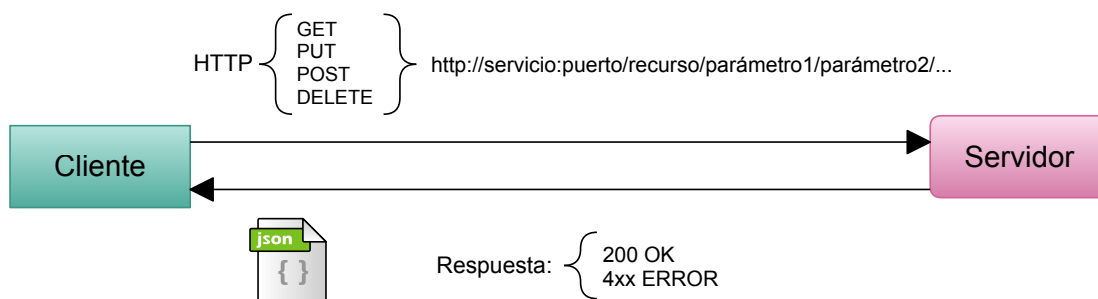 HTTP
GET
PUT
POST
DELETE
http://servicio:puerto/recurso/parámetro1/parámetro2/...
Cliente
Servidor
json
{ }
Respuesta:
200 OK
4xx ERROR